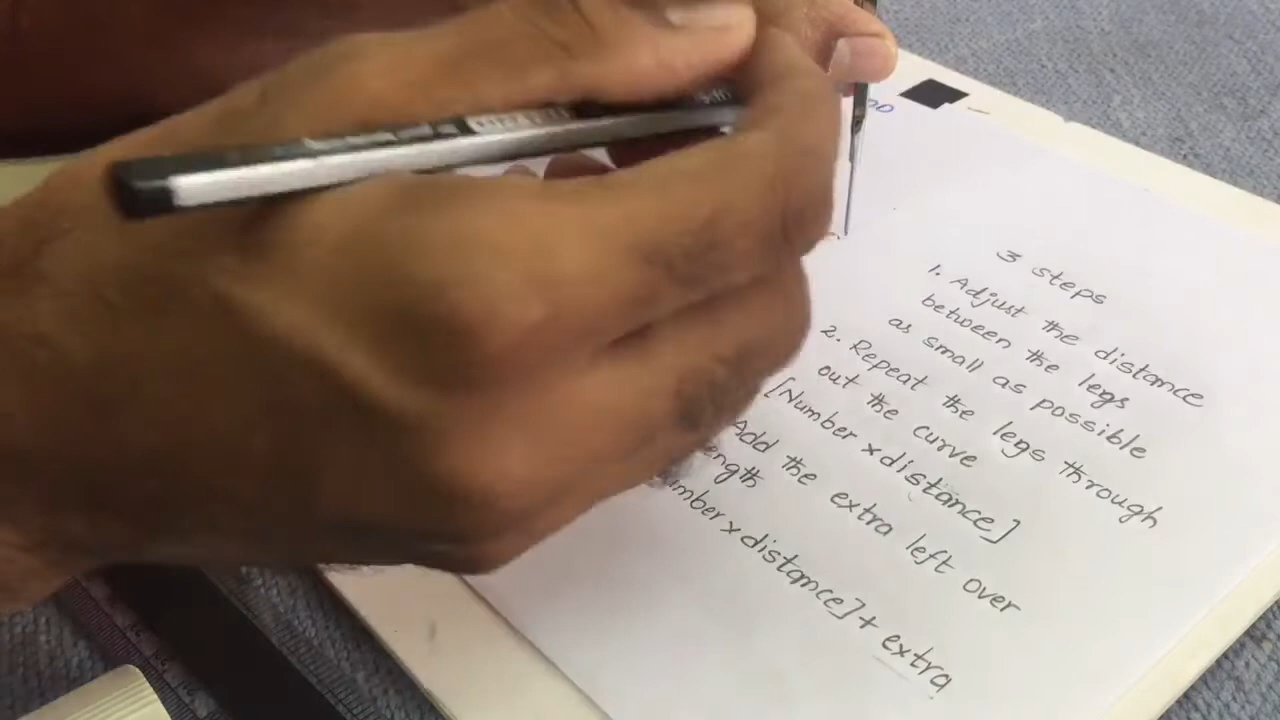 3 steps
1. Adjust the distance
between the legs
as small as possible
2. Repeat the legs through
out the curve
[Number x distance]
Add the extra left over
ength
umber x distance] + extra